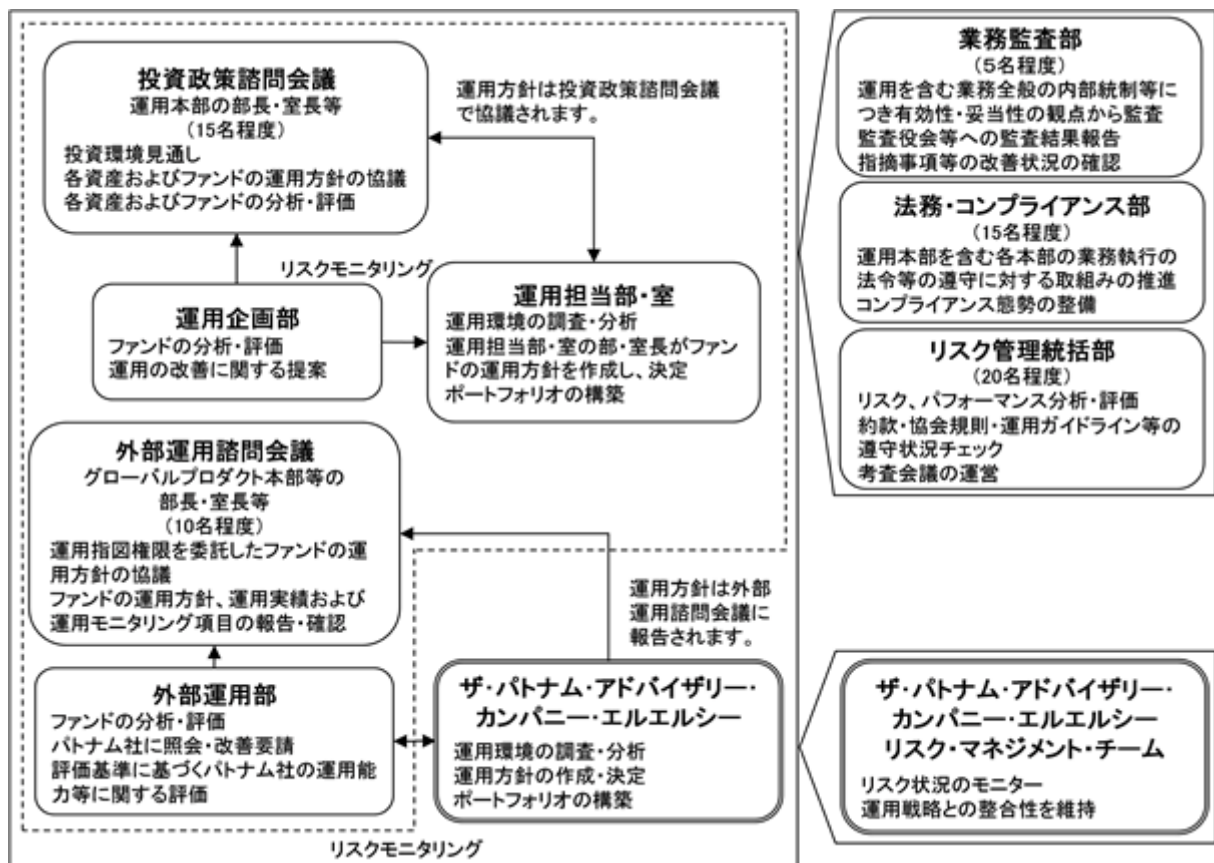 投資政策諮問会議
運用本部の部長・室長等
(15名程度)
投資環境見通し
各資産およびファンドの運用方針の協議
各資産およびファンドの分析・評価
運用方針は投資政策諮問会議
で協議されます。
リスクモニタリング
運用企画部
ファンドの分析・評価
運用の改善に関する提案
運用担当部・室
運用環境の調査・分析
運用担当部・室の部・室長がファン
ドの運用方針を作成し、決定
ポートフォリオの構築
外部運用諮問会議
グローバルプロダクト本部等の
部長・室長等
(10名程度)
運用指図権限を委託したファンドの運
用方針の協議
ファンドの運用方針、運用実績および
運用モニタリング項目の報告・確認
運用方針は外部
運用諮問会議に
報告されます。
外部運用部
ファンドの分析・評価
パトナム社に照会・改善要請
評価基準に基づくパトナム社の運用能
力等に関する評価
ザ・パトナム・アドバイザリー・
カンパニー・エルエルシー
運用環境の調査・分析
運用方針の作成・決定
ポートフォリオの構築
リスクモニタリング
業務監査部
(5名程度)
運用を含む業務全般の内部統制等に
つき有効性・妥当性の観点から監査
監査役会等への監査結果報告
指摘事項等の改善状況の確認
法務・コンプライアンス部
(15名程度)
運用本部を含む各本部の業務執行の
法令等の遵守に対する取組みの推進
コンプライアンス態勢の整備
リスク管理統括部
(20名程度)
リスク、パフォーマンス分析・評価
約款・協会規則・運用ガイドライン等の
遵守状況チェック
考査会議の運営
ザ・パトナム・アドバイザリー・
カンパニー・エルエルシー
リスク・マネジメント・チーム
リスク状況のモニター
運用戦略との整合性を維持